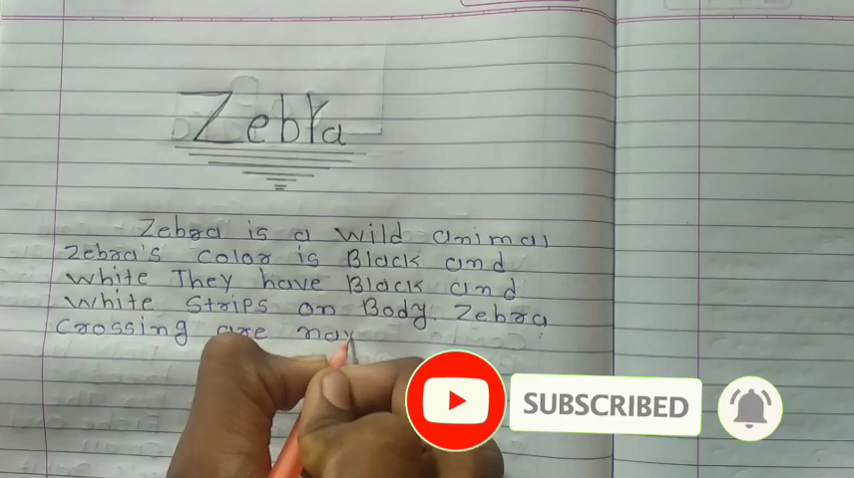 Zebra
Zebra is a wild animal
Zebra's color is Black and
white They have Black and
white Strips on Body. Zebra
Crossing are
SUBSCRIBED